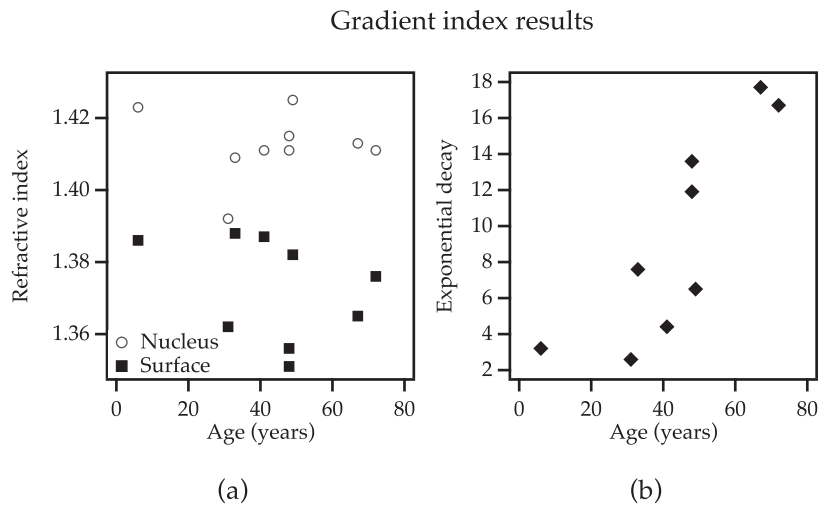 Gradient index results
Refractive index
1.42
1.40
1.38
1.36
Nucleus
Surface
0 20 40 60 80
Age (years)
(a)
Exponential decay
18
16
14
12
10
8
6
4
2
0 20 40 60 80
Age (years)
(b)